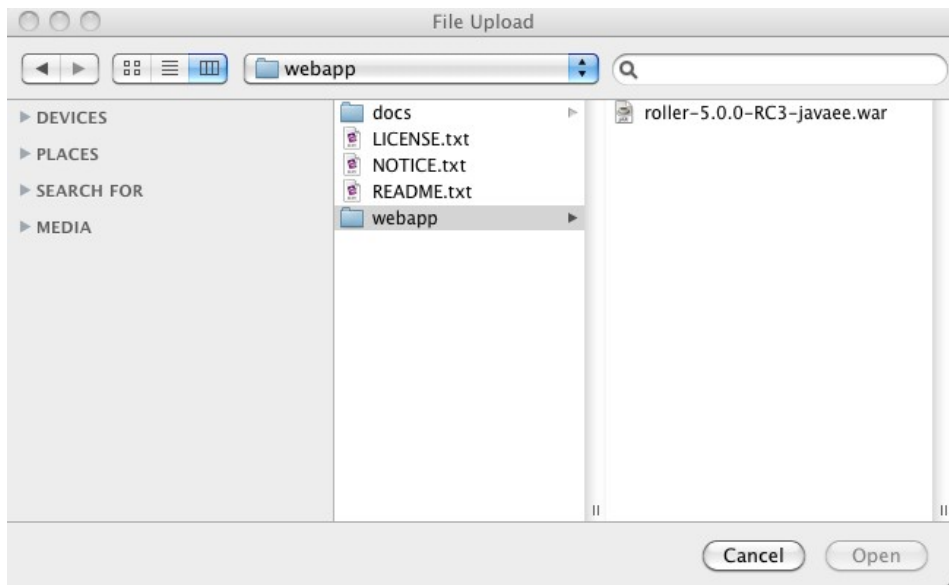 File Upload
webapp
DEVICES
PLACES
SEARCH FOR
MEDIA
docs
LICENSE.txt
NOTICE.txt
README.txt
webapp
roller-5.0.0-RC3-javaee.war
Cancel
Open